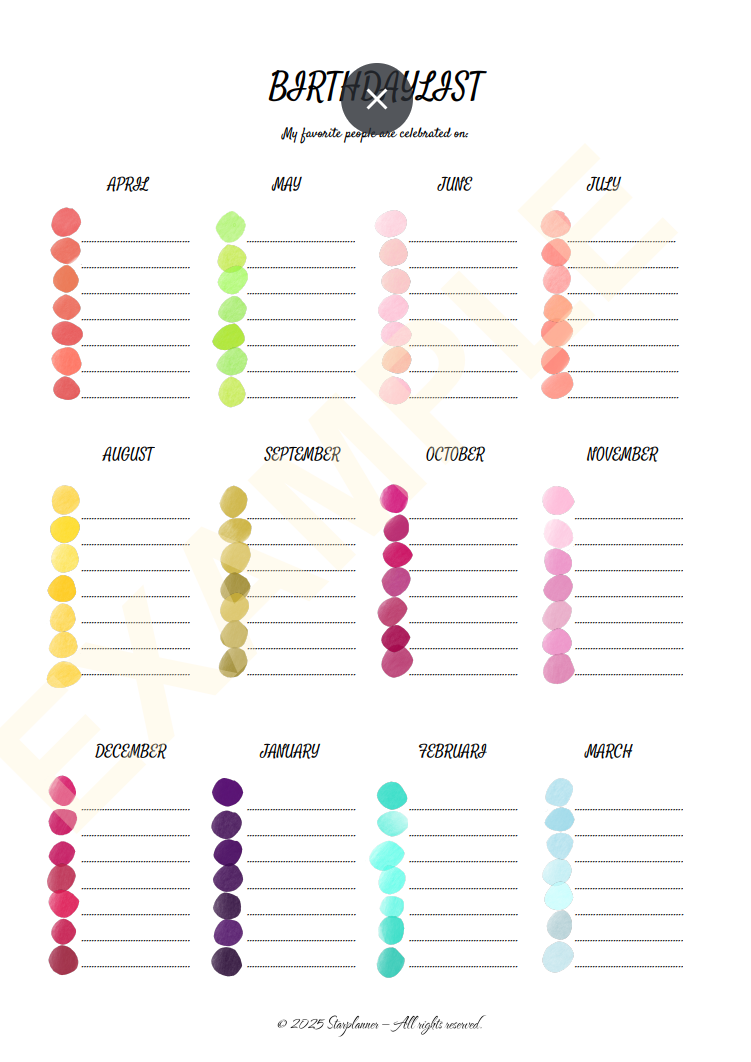 BIRTHDAYLIST
My favorite people are celebrated on:
APRIL MAY JUNE JULY
AUGUST SEPTEMBER OCTOBER NOVEMBER
DECEMBER JANUARY FEBRUARI MARCH
© 2025 Starplanner – All rights reserved.
EXAMPLE